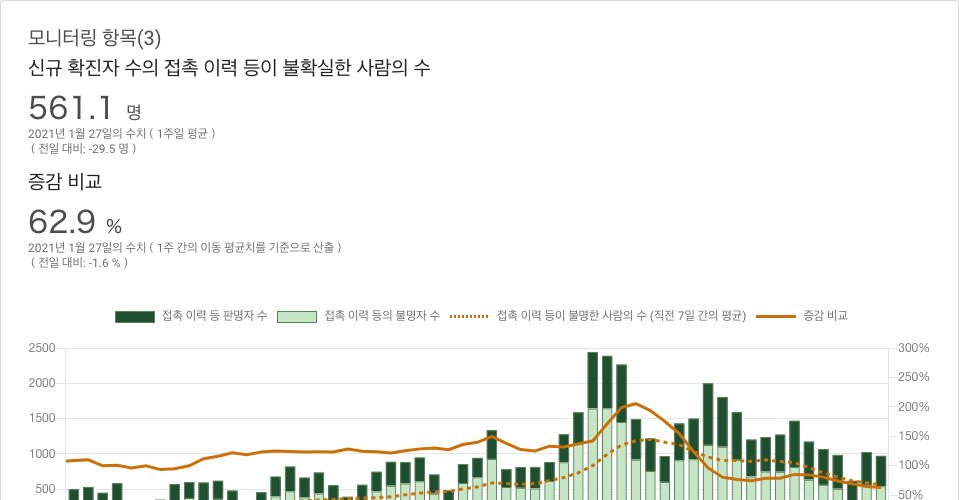 모니터링 항목(3)
신규 확진자 수의 접촉 이력 등이 불확실한 사람의 수
561.1 명
2021년 1월 27일의 수치 ( 1주일 평균 )
( 전일 대비: -29.5 명 )
증감 비교
62.9 %
2021년 1월 27일의 수치 ( 1주 간의 이동 평균치를 기준으로 산출 )
( 전일 대비: -1.6 % )
접촉 이력 등 판명자 수 접촉 이력 등의 불명자 수 접촉 이력 등이 불명한 사람의 수 (직전 7일 간의 평균) 증감 비교
2500 300%
2000 250%
1500 200%
1000 150%
500 100%
50%